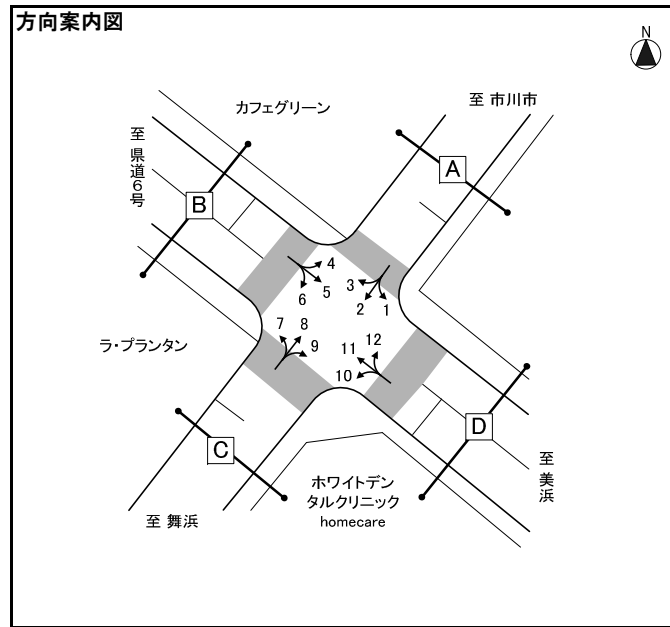 方向案内図
N
カフェグリーン
至 市川市
至 県道6号
A
B
4
3
5
6
2
1
7
8
9
12
11
10
ラ・プランタン
C
D
至 美浜
ホワイトデン
タルクリニック
homecare
至 舞浜